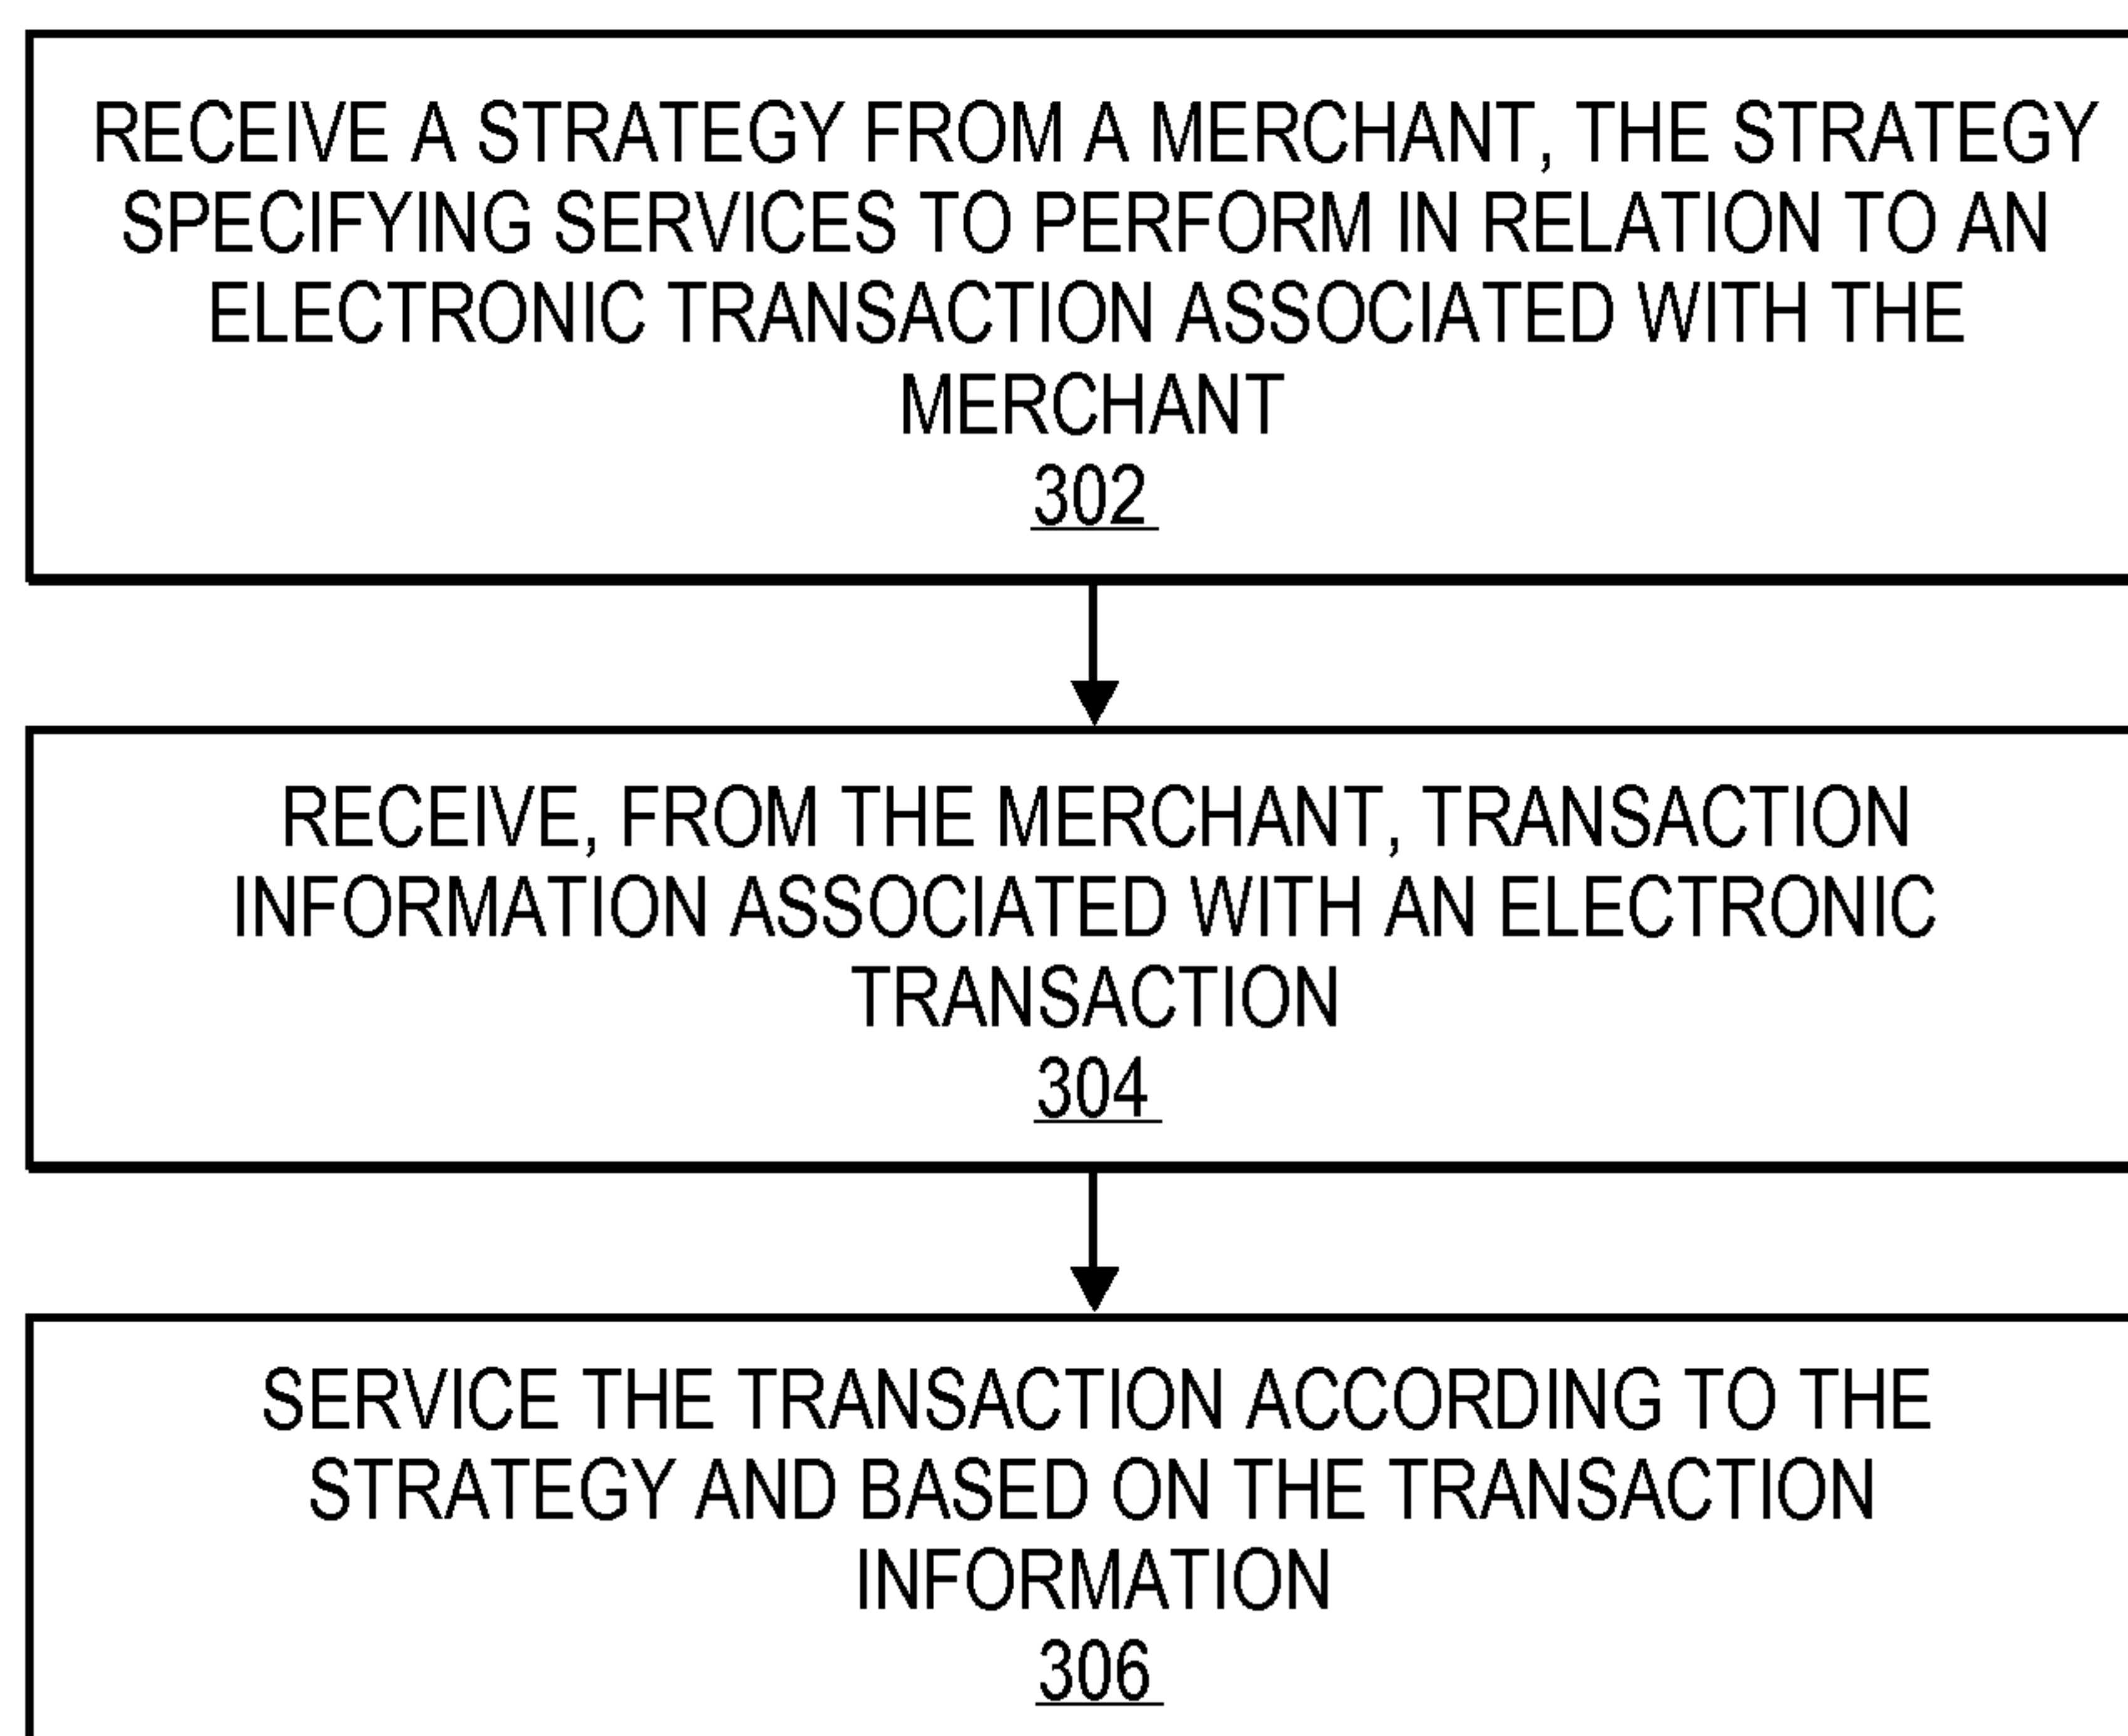 RECEIVE A STRATEGY FROM A MERCHANT, THE STRATEGY
SPECIFYING SERVICES TO PERFORM IN RELATION TO AN
ELECTRONIC TRANSACTION ASSOCIATED WITH THE
MERCHANT
302
RECEIVE, FROM THE MERCHANT, TRANSACTION
INFORMATION ASSOCIATED WITH AN ELECTRONIC
TRANSACTION
304
SERVICE THE TRANSACTION ACCORDING TO THE
STRATEGY AND BASED ON THE TRANSACTION
INFORMATION
306